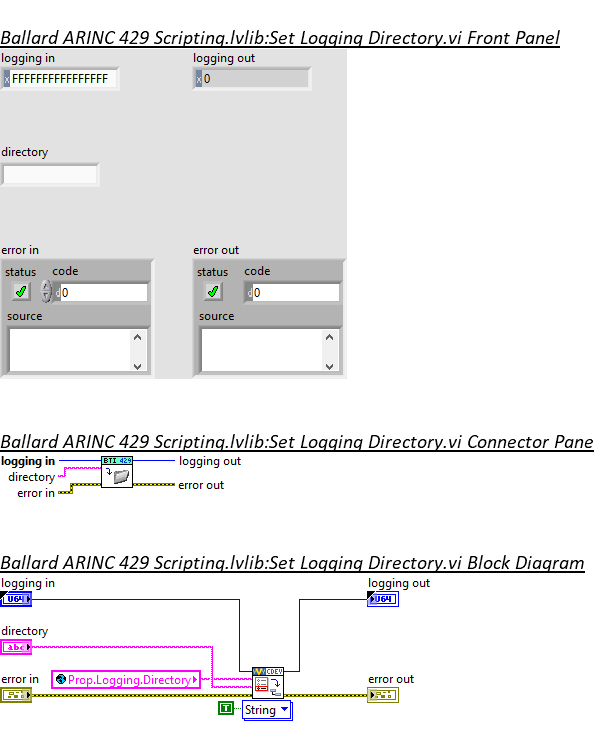 Ballard ARINC 429 Scripting.lvlib:Set Logging Directory.vi Front Panel
logging in
logging out
x FFFFFFFFFFFFFFFF
x 0
directory
error in
error out
status
code
status
code
d 0
d 0
source
source
Ballard ARINC 429 Scripting.lvlib:Set Logging Directory.vi Connector Pane
logging in
BTI 429
logging out
directory
error in
error out
Ballard ARINC 429 Scripting.lvlib:Set Logging Directory.vi Block Diagram
logging in
logging out
U64
U64
directory
abc
error in
Prop.Logging.Directory
CDEV
error out
T
String